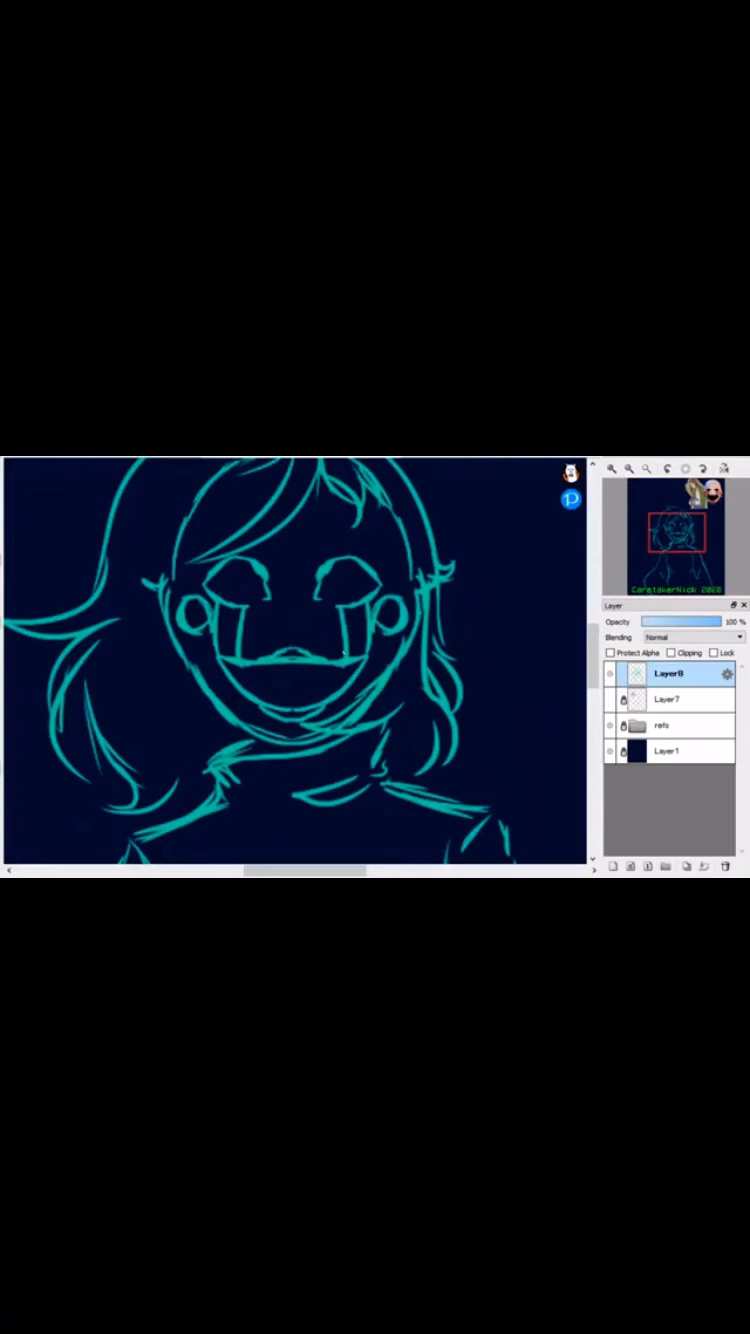 CaretakerNick 2020
Layer
Opacity 100 %
Blending Normal
Protect Alpha Clipping Lock
Layer8
Layer7
refs
Layer1